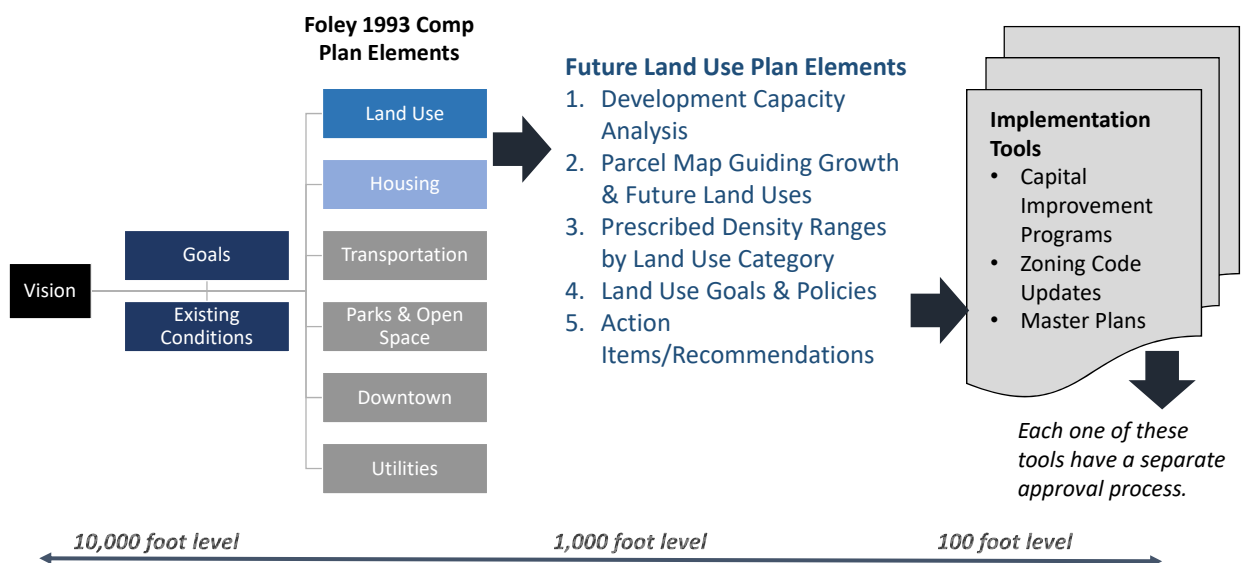 Foley 1993 Comp
Plan Elements
Vision
Goals
Existing
Conditions
Land Use
Housing
Transportation
Parks & Open
Space
Downtown
Utilities
Future Land Use Plan Elements
1. Development Capacity
Analysis
2. Parcel Map Guiding Growth
& Future Land Uses
3. Prescribed Density Ranges
by Land Use Category
4. Land Use Goals & Policies
5. Action
Items/Recommendations
Implementation
Tools
• Capital
Improvement
Programs
• Zoning Code
Updates
• Master Plans
Each one of these
tools have a separate
approval process.
10,000 foot level
1,000 foot level
100 foot level